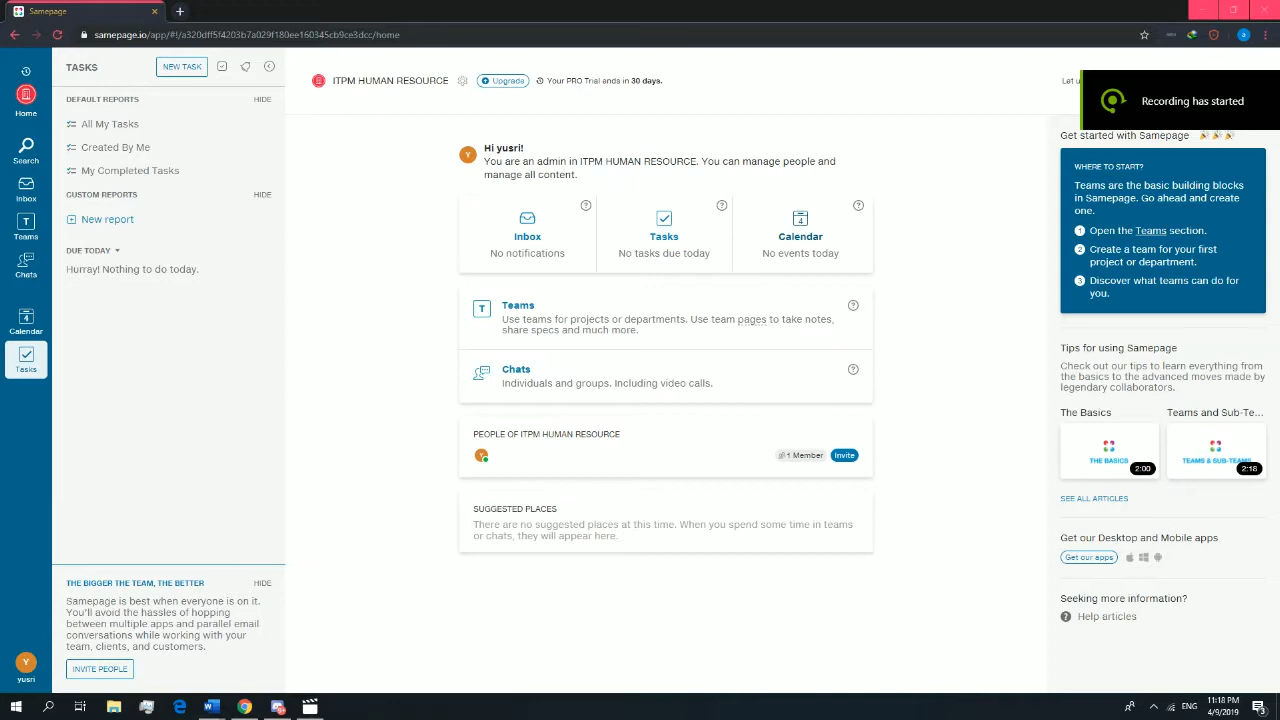 Samepage
samepage.io/app/#!/a320dff5f4203b7a029f180ee160345cb9ce3dcc/home
Home
Search
Inbox
Teams
Chats
Calendar
Tasks
yusri
TASKS
NEW TASK
DEFAULT REPORTS
HIDE
All My Tasks
Created By Me
My Completed Tasks
CUSTOM REPORTS
HIDE
New report
DUE TODAY
Hurray! Nothing to do today.
THE BIGGER THE TEAM, THE BETTER
HIDE
Samepage is best when everyone is on it.
You'll avoid the hassles of hopping
between multiple apps and parallel email
conversations while working with your
team, clients, and customers.
INVITE PEOPLE
ITPM HUMAN RESOURCE
Upgrade
Your PRO Trial ends in 30 days.
Let u
Recording has started
Hi yusri!
You are an admin in ITPM HUMAN RESOURCE. You can manage people and
manage all content.
Inbox
No notifications
Tasks
No tasks due today
4
Calendar
No events today
T
Teams
Use teams for projects or departments. Use team pages to take notes,
share specs and much more.
Chats
Individuals and groups. Including video calls.
PEOPLE OF ITPM HUMAN RESOURCE
1 Member
Invite
SUGGESTED PLACES
There are no suggested places at this time. When you spend some time in teams
or chats, they will appear here.
Get started with Samepage
WHERE TO START?
Teams are the basic building blocks
in Samepage. Go ahead and create
one.
1 Open the Teams section.
2 Create a team for your first
project or department.
3 Discover what teams can do for
you.
Tips for using Samepage
Check out our tips to learn everything from
the basics to the advanced moves made by
legendary collaborators.
The Basics
THE BASICS
2:00
Teams and Sub-Te...
TEAMS & SUB-TEAMS
2:18
SEE ALL ARTICLES
Get our Desktop and Mobile apps
Get our apps
Seeking more information?
Help articles
ENG
11:18 PM
4/9/2019
3